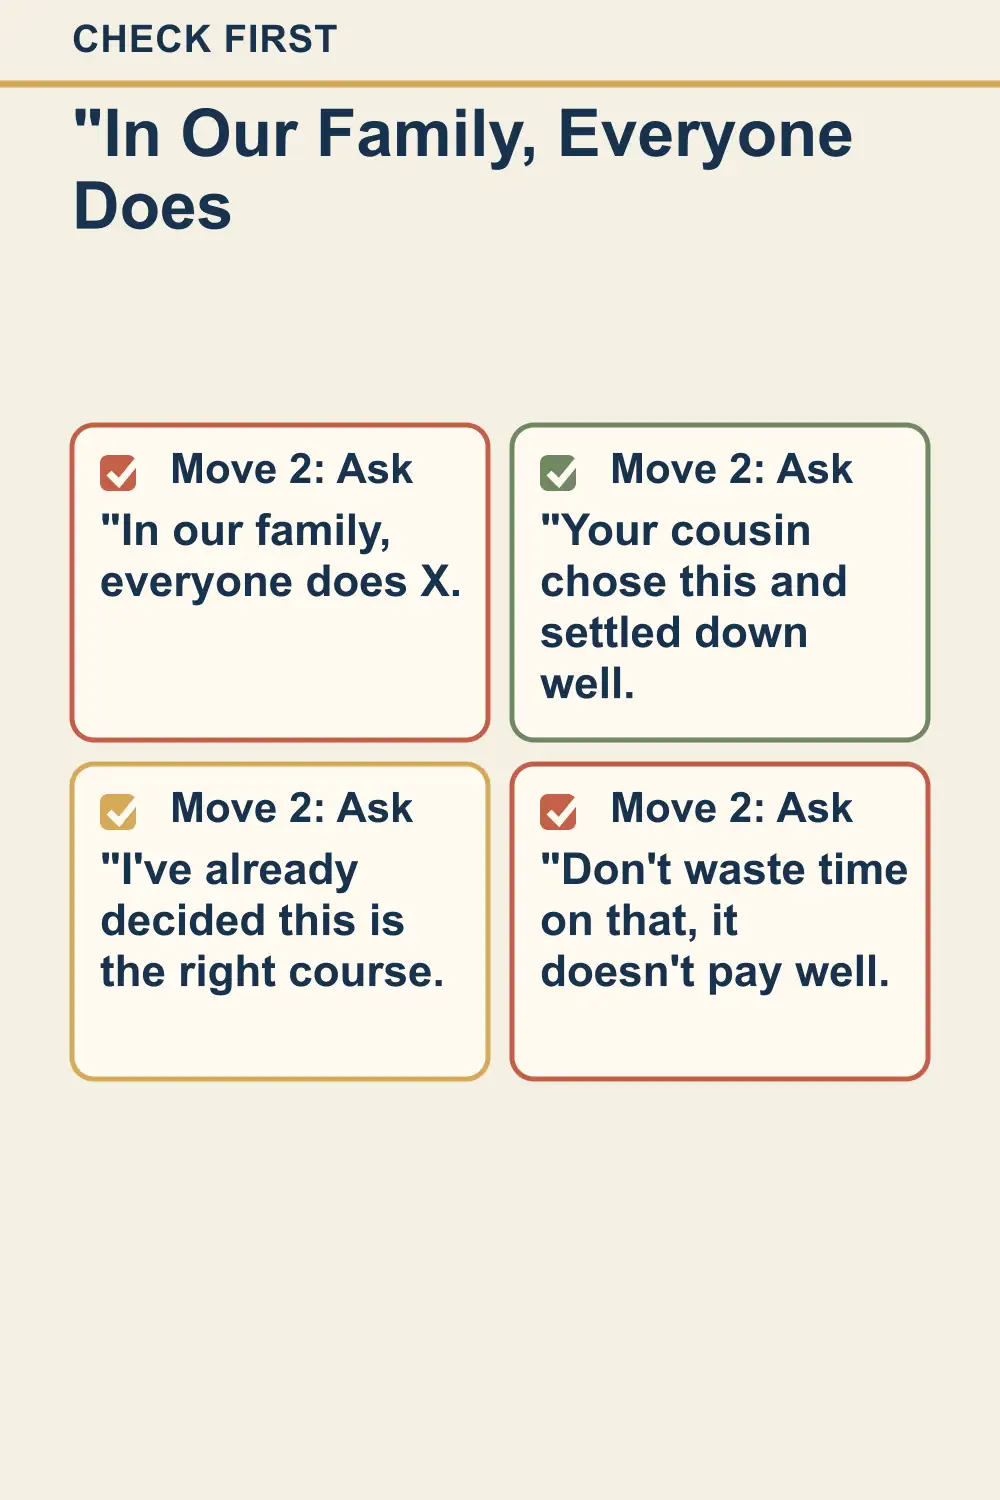 CHECK FIRST
"In Our Family, Everyone
Does
Move 2: Ask
"In our family,
everyone does X.
Move 2: Ask
"Your cousin
chose this and
settled down
well.
Move 2: Ask
"I've already
decided this is
the right course.
Move 2: Ask
"Don't waste time
on that, it
doesn't pay well.